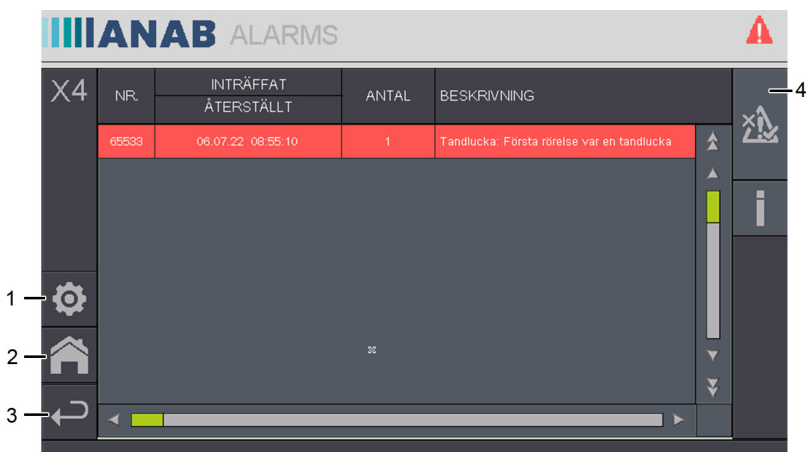 ANAB ALARMS
X4
NR.
INTRÄFFAT
ÅTERSTÄLLT
ANTAL
BESKRIVNING
65533 06.07.22 08:55:10 1 Tandlucka: Första rörelse var en tandlucka
i
1
2
3
4